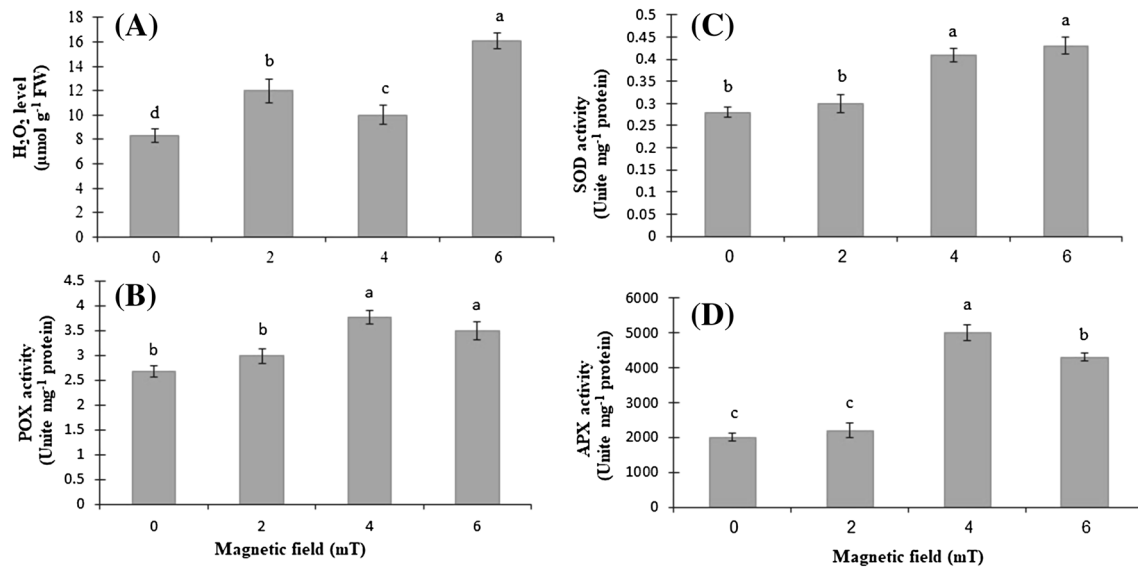 (A)
H₂O₂ level
(µmol g⁻¹ FW)
18
16
14
12
10
8
6
4
2
0
d
b
c
a
0 2 4 6
(B)
POX activity
(Unite mg⁻¹ protein)
4.5
4
3.5
3
2.5
2
1.5
1
0.5
0
b
b
a
a
0 2 4 6
Magnetic field (mT)
(C)
SOD activity
(Unite mg⁻¹ protein)
0.5
0.45
0.4
0.35
0.3
0.25
0.2
0.15
0.1
0.05
0
b
b
a
a
0 2 4 6
(D)
APX activity
(Unite mg⁻¹ protein)
6000
5000
4000
3000
2000
1000
0
c
c
a
b
0 2 4 6
Magnetic field (mT)